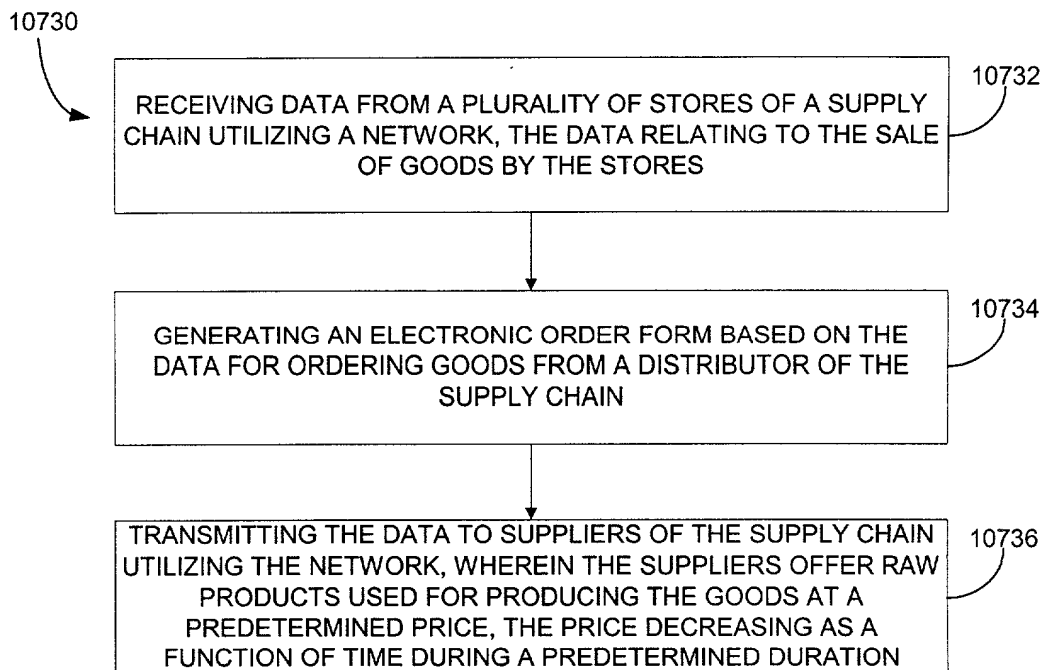 10730
10732
RECEIVING DATA FROM A PLURALITY OF STORES OF A SUPPLY
CHAIN UTILIZING A NETWORK, THE DATA RELATING TO THE SALE
OF GOODS BY THE STORES
10734
GENERATING AN ELECTRONIC ORDER FORM BASED ON THE
DATA FOR ORDERING GOODS FROM A DISTRIBUTOR OF THE
SUPPLY CHAIN
10736
TRANSMITTING THE DATA TO SUPPLIERS OF THE SUPPLY CHAIN
UTILIZING THE NETWORK, WHEREIN THE SUPPLIERS OFFER RAW
PRODUCTS USED FOR PRODUCING THE GOODS AT A
PREDETERMINED PRICE, THE PRICE DECREASING AS A
FUNCTION OF TIME DURING A PREDETERMINED DURATION